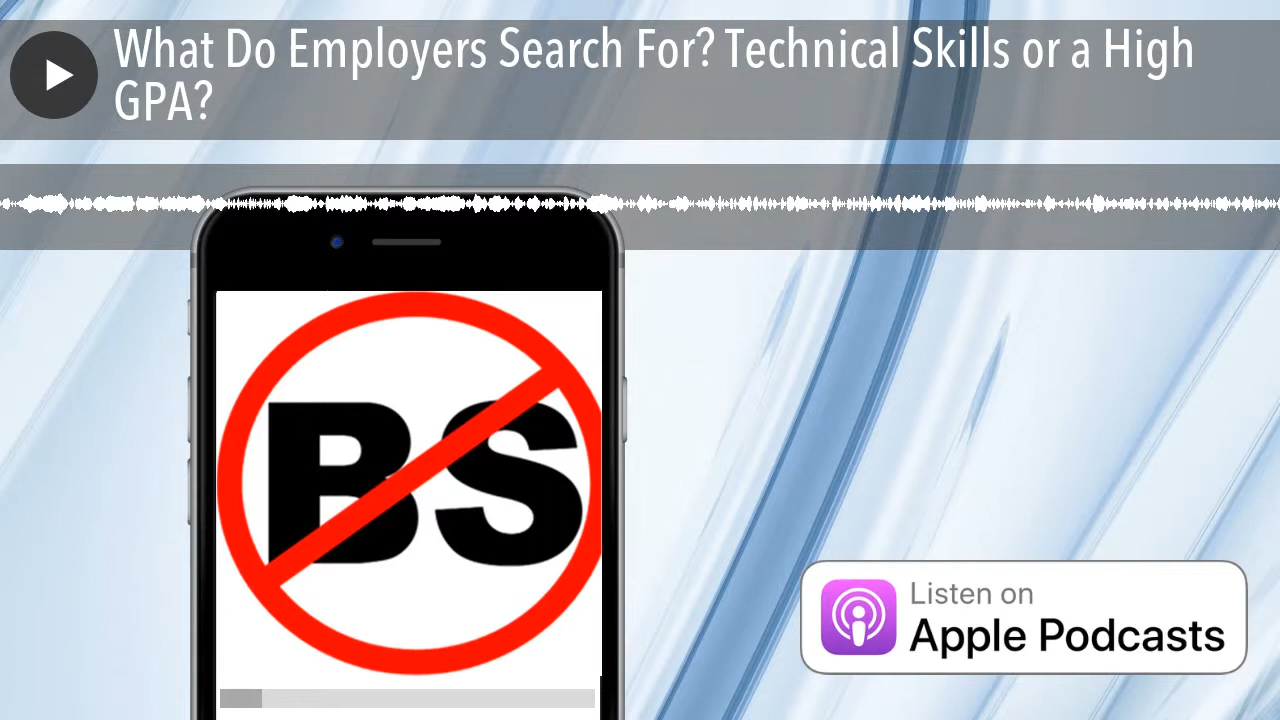 What Do Employers Search For? Technical Skills or a High
GPA?
BS
Listen on
Apple Podcasts